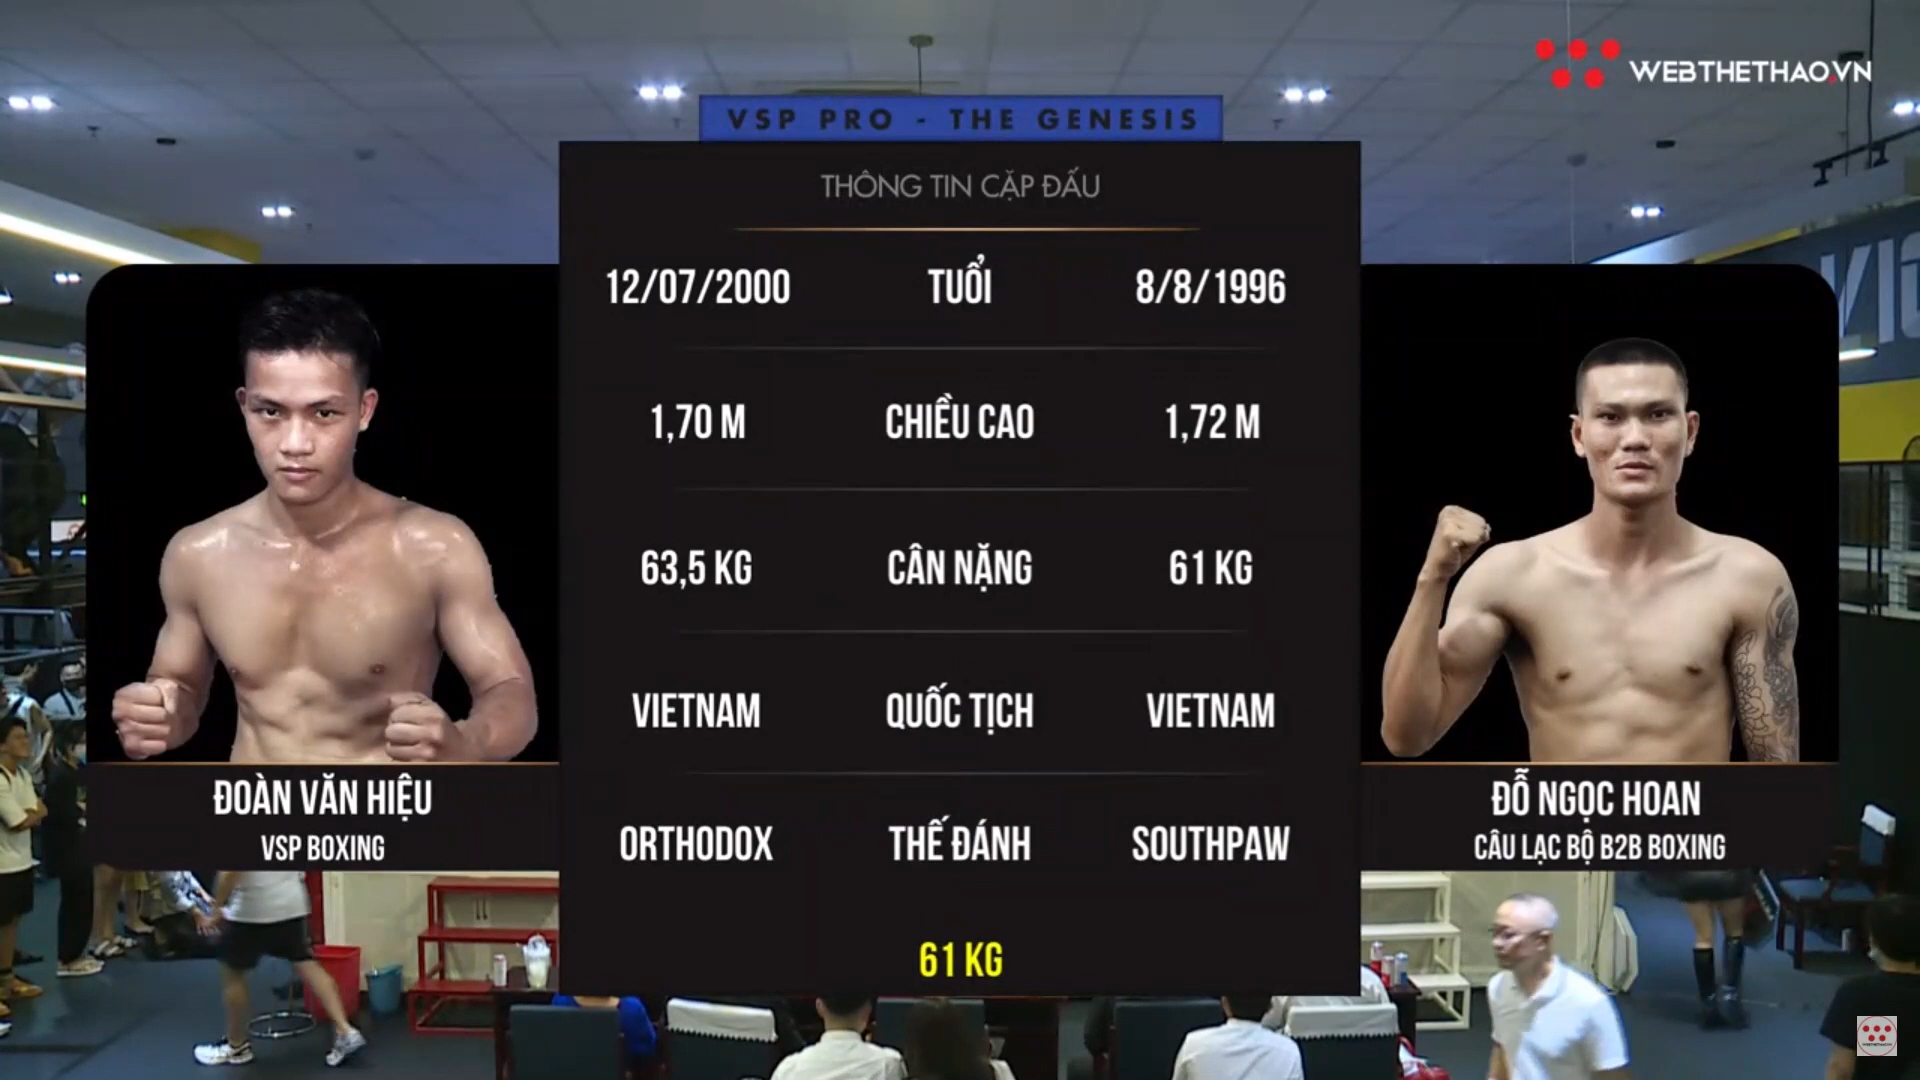 WEBTHETHAO.VN
VSP PRO - THE GENESIS
THÔNG TIN CẶP ĐẤU
12/07/2000 TUỔI 8/8/1996
1,70 M CHIỀU CAO 1,72 M
63,5 KG CÂN NẶNG 61 KG
VIETNAM QUỐC TỊCH VIETNAM
ORTHODOX THẾ ĐÁNH SOUTHPAW
61 KG
ĐOÀN VĂN HIỆU
VSP BOXING
ĐỖ NGỌC HOAN
CÂU LẠC BỘ B2B BOXING